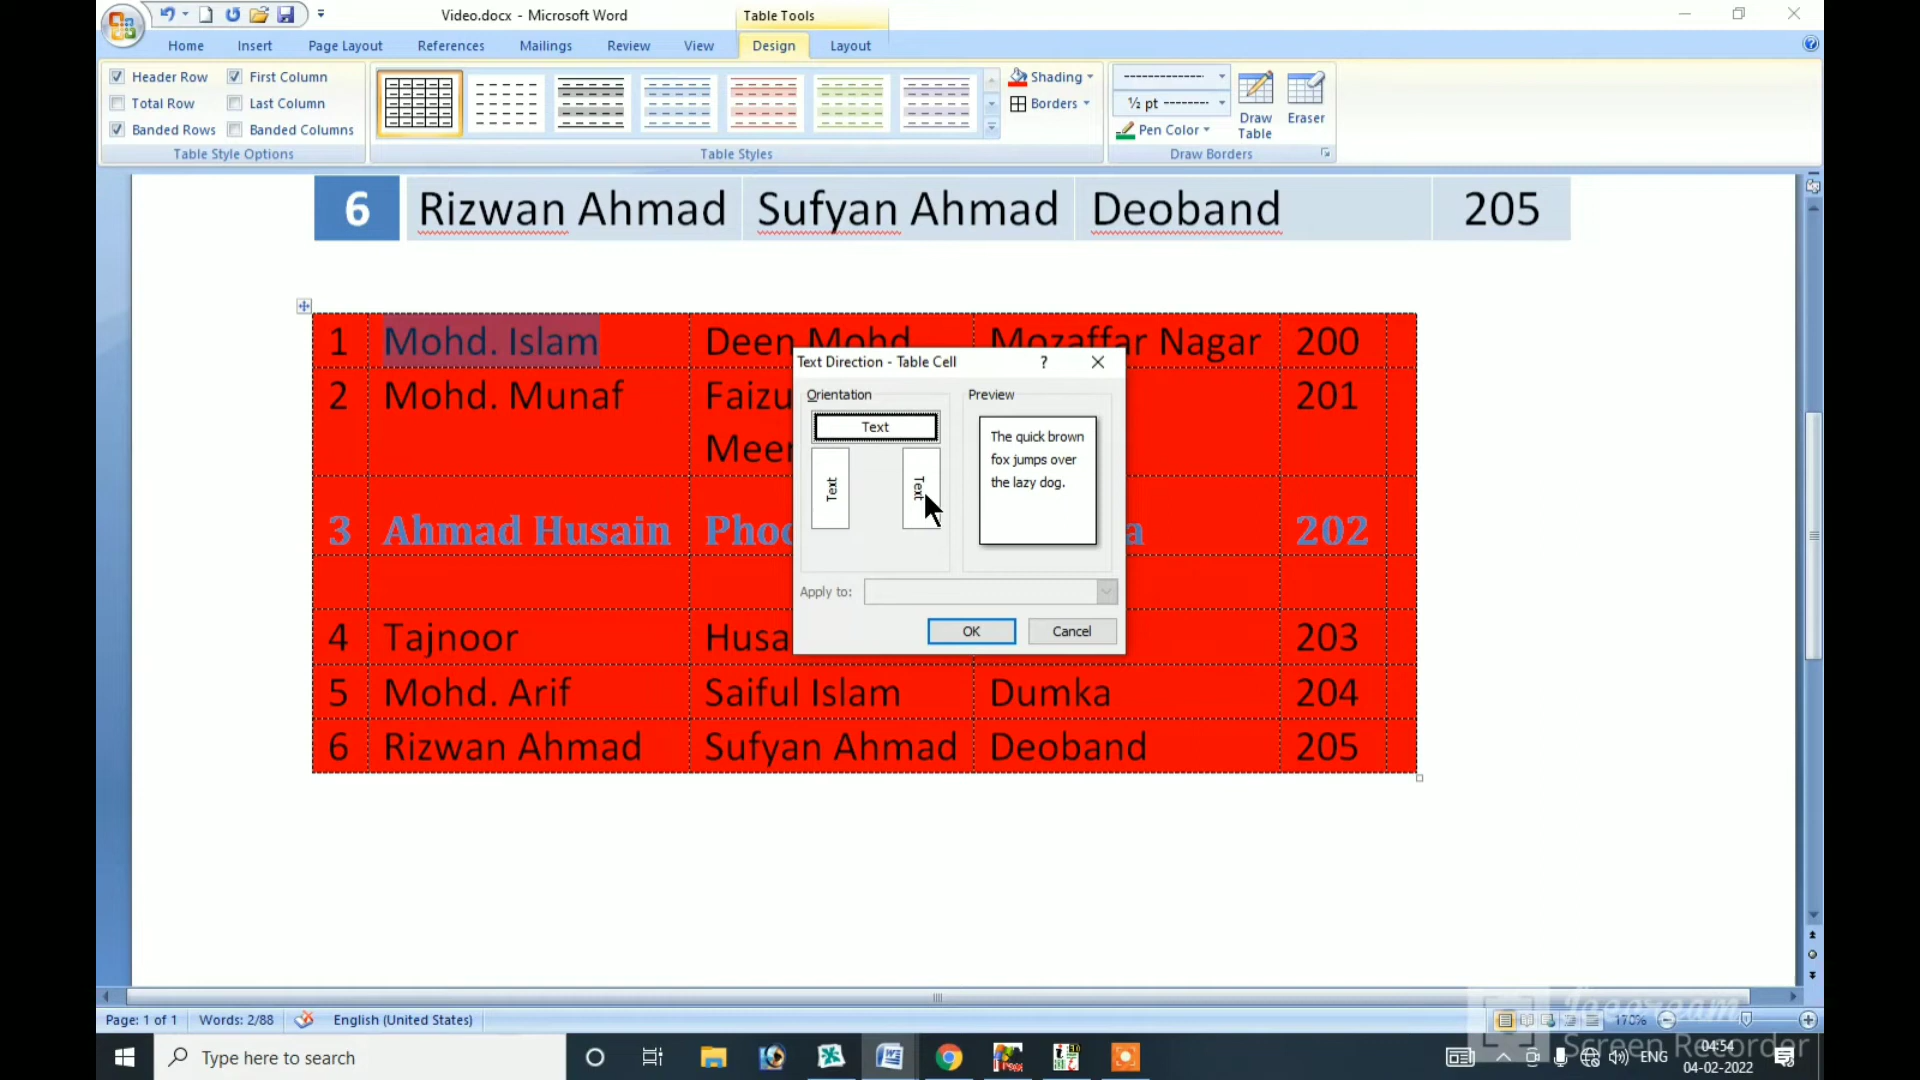 Video.docx - Microsoft Word
Table Tools
Home Insert Page Layout References Mailings Review View Design Layout
Header Row First Column
Total Row Last Column
Banded Rows Banded Columns
Table Style Options
Table Styles
Shading
Borders
½ pt
Pen Color
Draw Table
Eraser
Draw Borders
6 Rizwan Ahmad Sufyan Ahmad Deoband 205
1 Mohd. Islam Deen Mohd Mozaffar Nagar 200
2 Mohd. Munaf 201
3 Ahmad Husain 202
4 Tajnoor 203
5 Mohd. Arif Saiful Islam Dumka 204
6 Rizwan Ahmad Sufyan Ahmad Deoband 205
Text Direction - Table Cell ?
Orientation
Text
Text
Text
Preview
The quick brown
fox jumps over
the lazy dog.
Apply to:
OK Cancel
Page: 1 of 1 Words: 2/88 English (United States)
170%
Icecream
Screen Recorder
Type here to search
ENG
04:54
04-02-2022